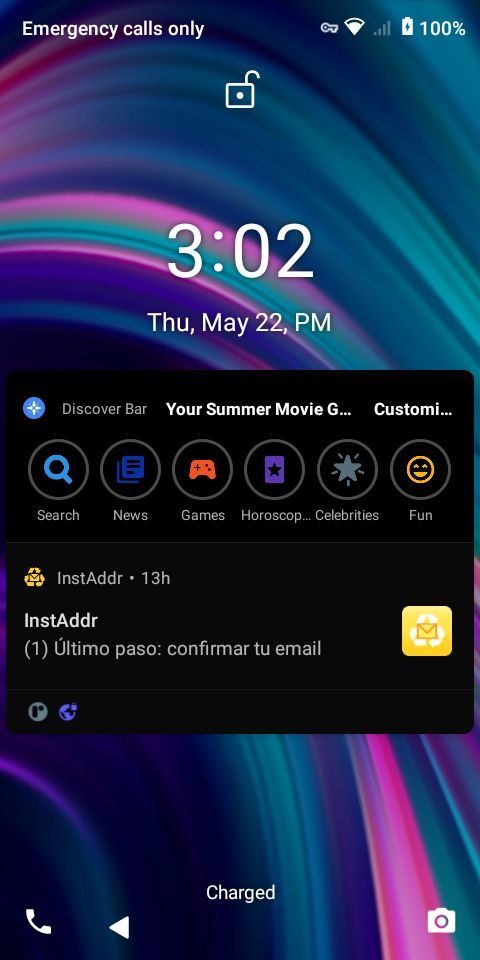 Emergency calls only 100%
3:02
Thu, May 22, PM
Discover Bar Your Summer Movie G… Customi…
Search News Games Horoscop… Celebrities Fun
InstAddr • 13h
InstAddr
(1) Último paso: confirmar tu email
Charged